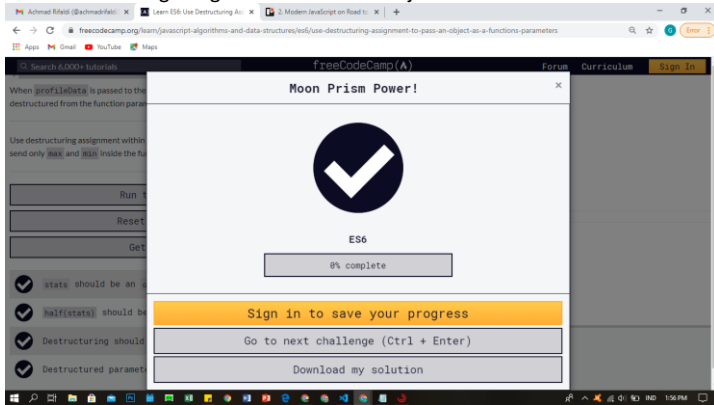 Achmad Rifaldi (@achmadrifaldi
Learn ES6: Use Destructuring As
2. Modern JavaScript on Road to
freecodecamp.org/learn/javascript-algorithms-and-data-structures/es6/use-destructuring-assignment-to-pass-an-object-as-a-functions-parameters
G
Error
Apps
Gmail
YouTube
Maps
Search 6,000+ tutorials
freeCodeCamp
Forum
Curriculum
Sign In
When profileData is passed to the
destructured from the function param
Use destructuring assignment within
send only max and min inside the fu
Run t
Reset
Get
stats should be an
half(stats) should be
Destructuring should
Destructured paramet
Moon Prism Power!
×
ES6
0% complete
Sign in to save your progress
Go to next challenge (Ctrl + Enter)
Download my solution
IND
1:56 PM